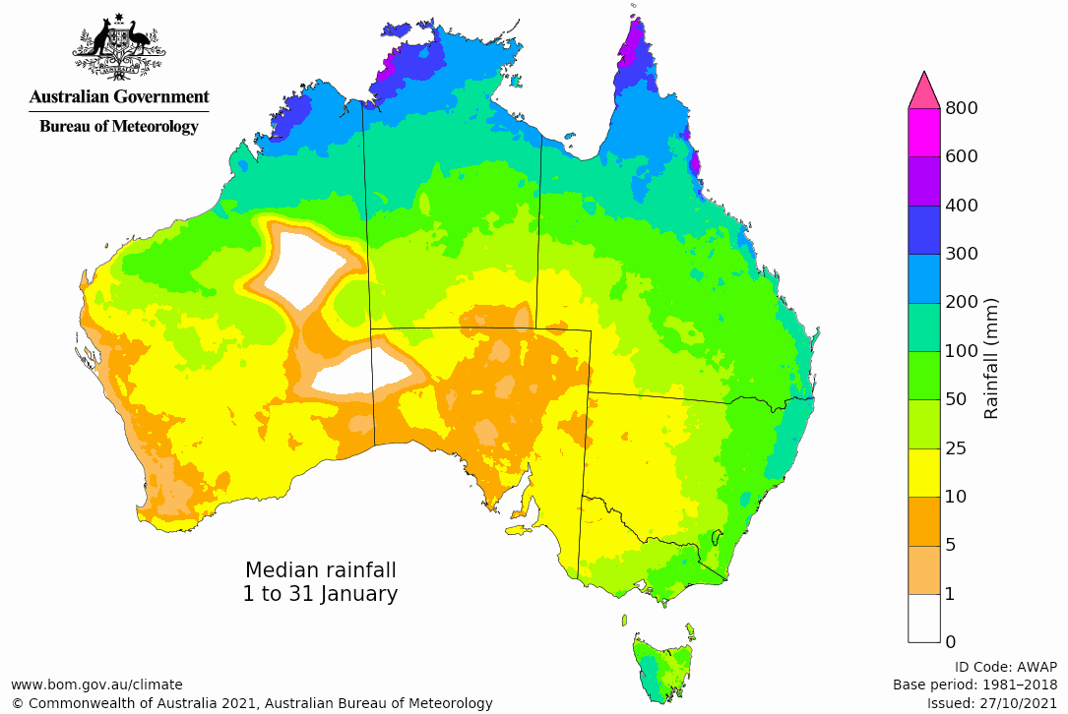 Australian Government
Bureau of Meteorology
800
600
400
300
200
100
50
25
10
5
1
0
Rainfall (mm)
Median rainfall
1 to 31 January
www.bom.gov.au/climate
© Commonwealth of Australia 2021, Australian Bureau of Meteorology
ID Code: AWAP
Base period: 1981–2018
Issued: 27/10/2021